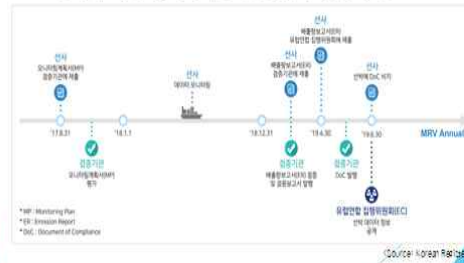 선사
배출량보고서(ER)
유럽연합 집행위원회에 제출
선사
모니터링계획서(MP)
검증기관에 제출
선사
데이터 모니터링
선사
배출량보고서(ER)
검증기관에 제출
선사
선박에 DoC 비치
'17.8.31
'18.1.1
'18.12.31
'19.4.30
'19.6.30
MRV Annual
검증기관
모니터링계획서(MP)
평가
검증기관
배출량보고서(ER) 검증
및 검증보고서 발행
검증기관
DoC 발행
유럽연합 집행위원회(EC)
선박 데이터 정보
공개
* MP : Monitoring Plan
* ER : Emission Report
* DoC : Document of Compliance
Source: Korean Register